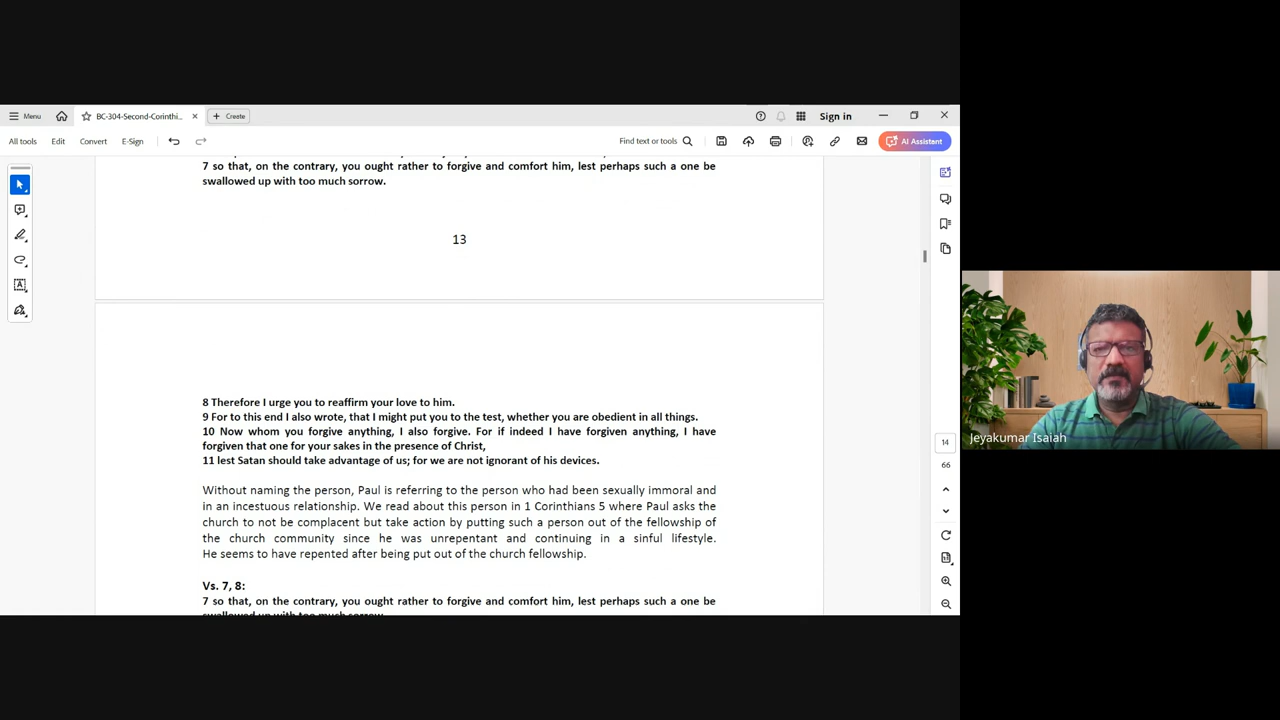 Menu
BC-304-Second-Corinthi...
Create
Sign in
All tools
Edit
Convert
E-Sign
Find text or tools
AI Assistant
7 so that, on the contrary, you ought rather to forgive and comfort him, lest perhaps such a one be
swallowed up with too much sorrow.
13
8 Therefore I urge you to reaffirm your love to him.
9 For to this end I also wrote, that I might put you to the test, whether you are obedient in all things.
10 Now whom you forgive anything, I also forgive. For if indeed I have forgiven anything, I have
forgiven that one for your sakes in the presence of Christ,
11 lest Satan should take advantage of us; for we are not ignorant of his devices.
Without naming the person, Paul is referring to the person who had been sexually immoral and
in an incestuous relationship. We read about this person in 1 Corinthians 5 where Paul asks the
church to not be complacent but take action by putting such a person out of the fellowship of
the church community since he was unrepentant and continuing in a sinful lifestyle.
He seems to have repented after being put out of the church fellowship.
Vs. 7, 8:
7 so that, on the contrary, you ought rather to forgive and comfort him, lest perhaps such a one be
swallowed up with too much sorrow.
14
66
Jeyakumar Isaiah